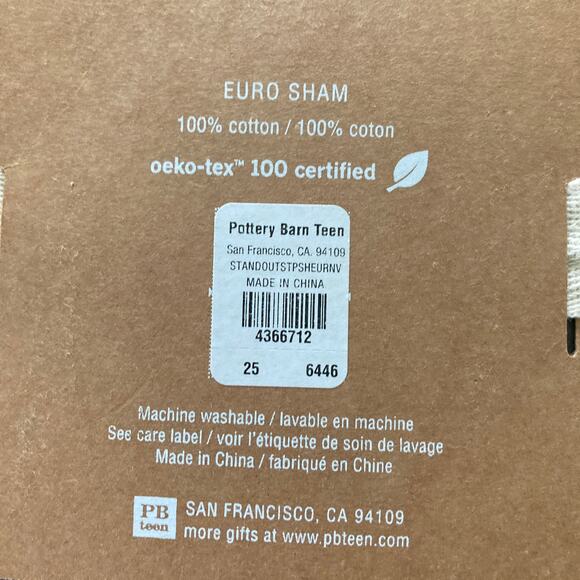 EURO SHAM
100% cotton / 100% coton
oeko-tex™ 100 certified
Pottery Barn Teen
San Francisco, CA. 94109
STANDOUTSTPSHEURNV
MADE IN CHINA
4366712
25 6446
Machine washable / lavable en machine
See care label / voir l'étiquette de soin de lavage
Made in China / fabriqué en Chine
PB
teen
SAN FRANCISCO, CA 94109
more gifts at www.pbteen.com